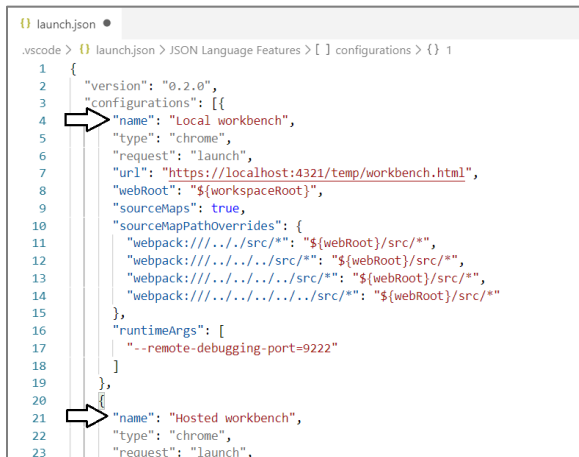 {} launch.json ●
.vscode > {} launch.json > JSON Language Features > [ ] configurations > {} 1
1 {
2 "version": "0.2.0",
3 "configurations": [{
4 "name": "Local workbench",
5 "type": "chrome",
6 "request": "launch",
7 "url": "https://localhost:4321/temp/workbench.html",
8 "webRoot": "${workspaceRoot}",
9 "sourceMaps": true,
10 "sourceMapPathOverrides": {
11 "webpack:///.././src/*": "${webRoot}/src/*",
12 "webpack:///../../../src/*": "${webRoot}/src/*",
13 "webpack:///../../../../src/*": "${webRoot}/src/*",
14 "webpack:///../../../../../src/*": "${webRoot}/src/*"
15 },
16 "runtimeArgs": [
17 "--remote-debugging-port=9222"
18 ]
19 },
20 {
21 "name": "Hosted workbench",
22 "type": "chrome",
23 "request": "launch",